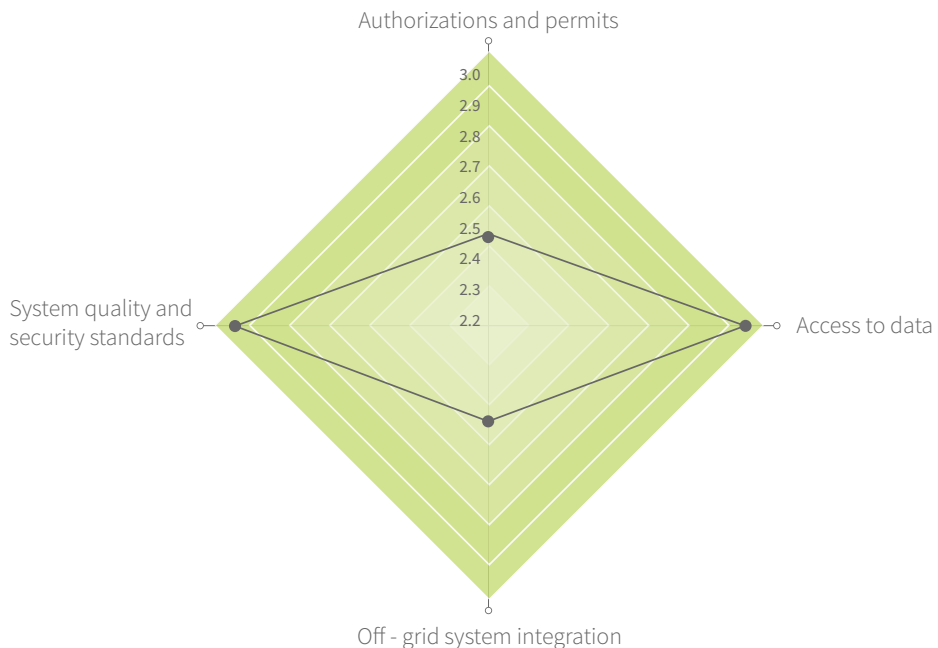 Authorizations and permits
3.0
2.9
2.8
2.7
2.6
2.5
2.4
2.3
2.2
System quality and
security standards
Access to data
Off - grid system integration